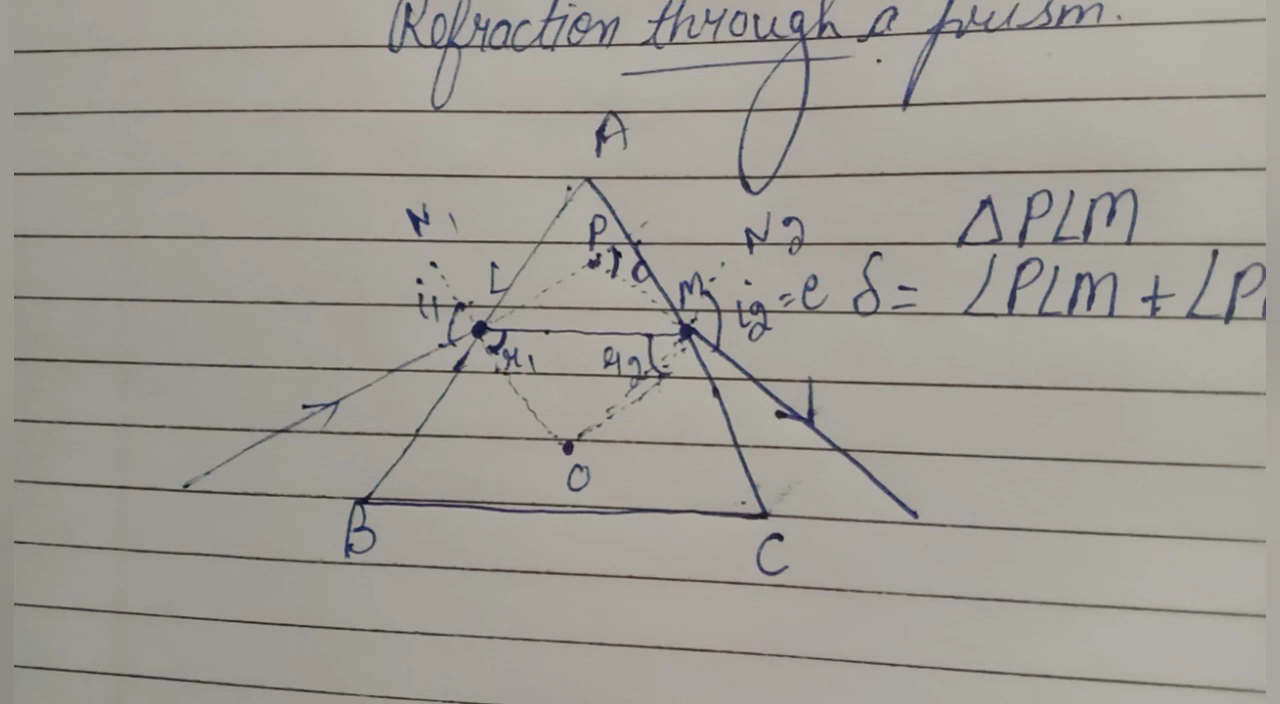 Refraction through a prism.
A
N1 P N2 ΔPLM
i1 L δ M i2=e δ= ∠PLM + ∠P
r1 r2
O
B C